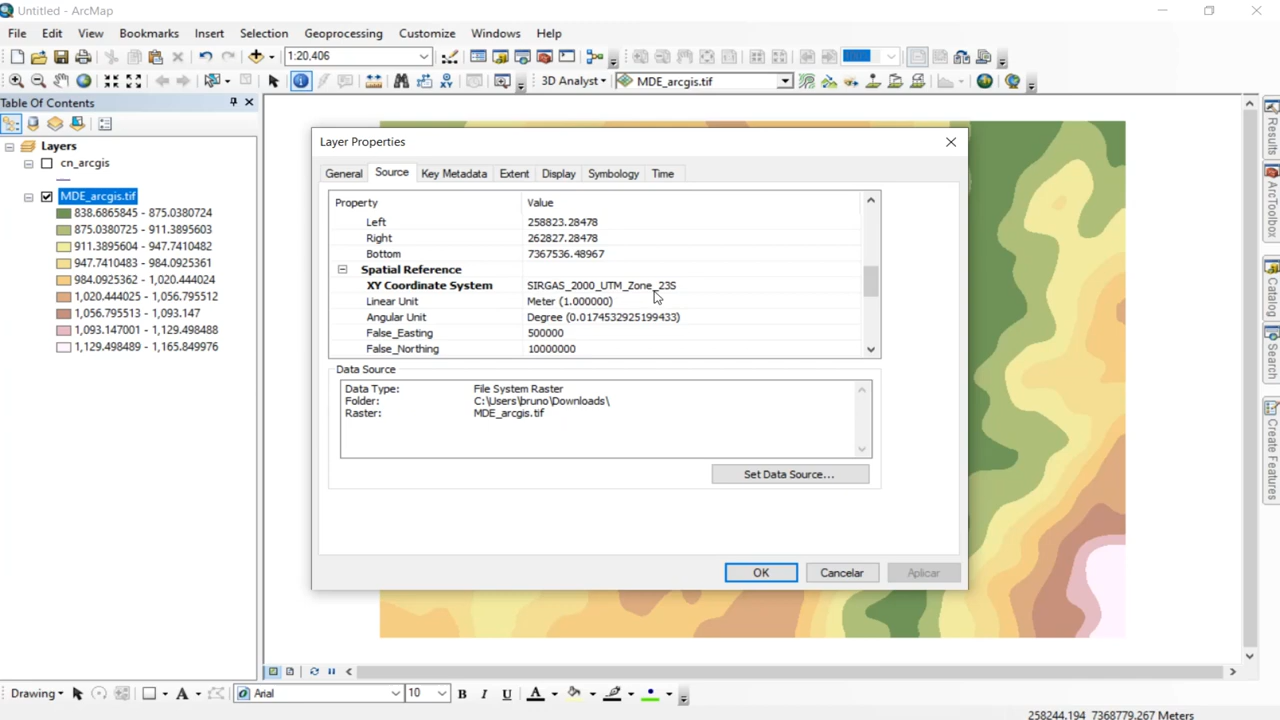 Untitled - ArcMap
File Edit View Bookmarks Insert Selection Geoprocessing Customize Windows Help
1:20.406
3D Analyst MDE_arcgis.tif
Table Of Contents
Layers
cn_arcgis
MDE_arcgis.tif
838.6865845 - 875.0380724
875.0380725 - 911.3895603
911.3895604 - 947.7410482
947.7410483 - 984.0925361
984.0925362 - 1,020.444024
1,020.444025 - 1,056.795512
1,056.795513 - 1,093.147
1,093.147001 - 1,129.498488
1,129.498489 - 1,165.849976
Layer Properties
General Source Key Metadata Extent Display Symbology Time
Property Value
Left 258823.28478
Right 262827.28478
Bottom 7367536.48967
Spatial Reference
XY Coordinate System SIRGAS_2000_UTM_Zone_23S
Linear Unit Meter (1.000000)
Angular Unit Degree (0.0174532925199433)
False_Easting 500000
False_Northing 10000000
Data Source
Data Type: File System Raster
Folder: C:\Users\bruno\Downloads\
Raster: MDE_arcgis.tif
Set Data Source...
OK Cancelar Aplicar
Results
ArcToolbox
Catalog
Search
Create Features
Drawing A Arial 10 B I U A
258244.194 7368779.267 Meters